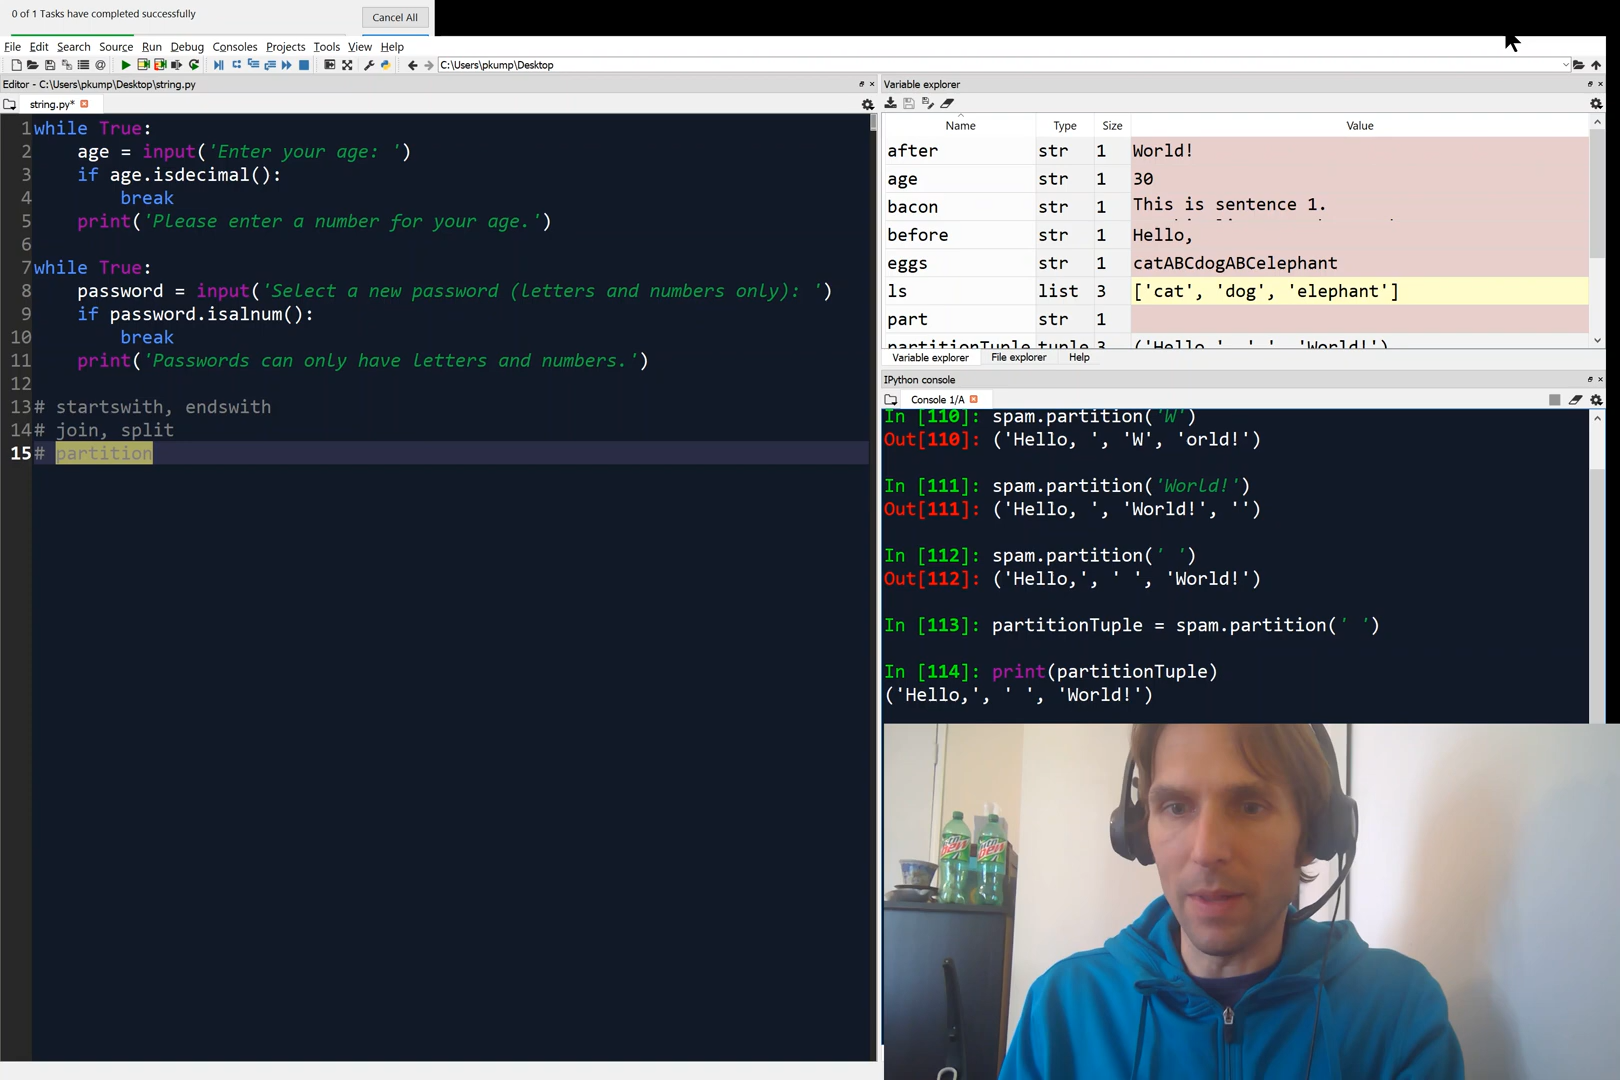 0 of 1 Tasks have completed successfully
Cancel All
File Edit Search Source Run Debug Consoles Projects Tools View Help
C:\Users\pkump\Desktop
Editor - C:\Users\pkump\Desktop\string.py
string.py*
1 while True:
2 age = input('Enter your age: ')
3 if age.isdecimal():
4 break
5 print('Please enter a number for your age.')
6
7 while True:
8 password = input('Select a new password (letters and numbers only): ')
9 if password.isalnum():
10 break
11 print('Passwords can only have letters and numbers.')
12
13 # startswith, endswith
14 # join, split
15 # partition
Variable explorer
Name Type Size Value
after str 1 World!
age str 1 30
bacon str 1 This is sentence 1.
before str 1 Hello,
eggs str 1 catABCdogABCelephant
ls list 3 ['cat', 'dog', 'elephant']
part str 1
partitionTuple tuple 3 ('Hello,', ' ', 'World!')
Variable explorer File explorer Help
IPython console
Console 1/A
In [110]: spam.partition('W')
Out[110]: ('Hello, ', 'W', 'orld!')
In [111]: spam.partition('World!')
Out[111]: ('Hello, ', 'World!', '')
In [112]: spam.partition(' ')
Out[112]: ('Hello,', ' ', 'World!')
In [113]: partitionTuple = spam.partition(' ')
In [114]: print(partitionTuple)
('Hello,', ' ', 'World!')